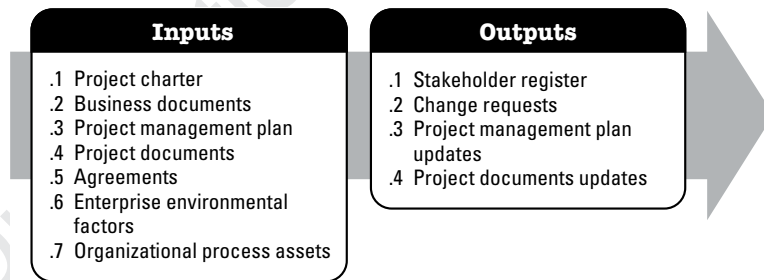 Inputs
.1 Project charter
.2 Business documents
.3 Project management plan
.4 Project documents
.5 Agreements
.6 Enterprise environmental
factors
.7 Organizational process assets
Outputs
.1 Stakeholder register
.2 Change requests
.3 Project management plan
updates
.4 Project documents updates